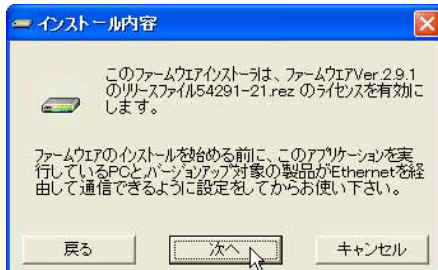 インストール内容
このファームウェアインストーラは、ファームウェアVer.2.9.1
のリリースファイル54291-21.rez のライセンスを有効に
します。
ファームウェアのインストールを始める前に、このアプリケーションを実
行しているPCと、バージョンアップ対象の製品がEthernetを経
由して通信できるように設定をしてからお使い下さい。
戻る
次へ
キャンセル